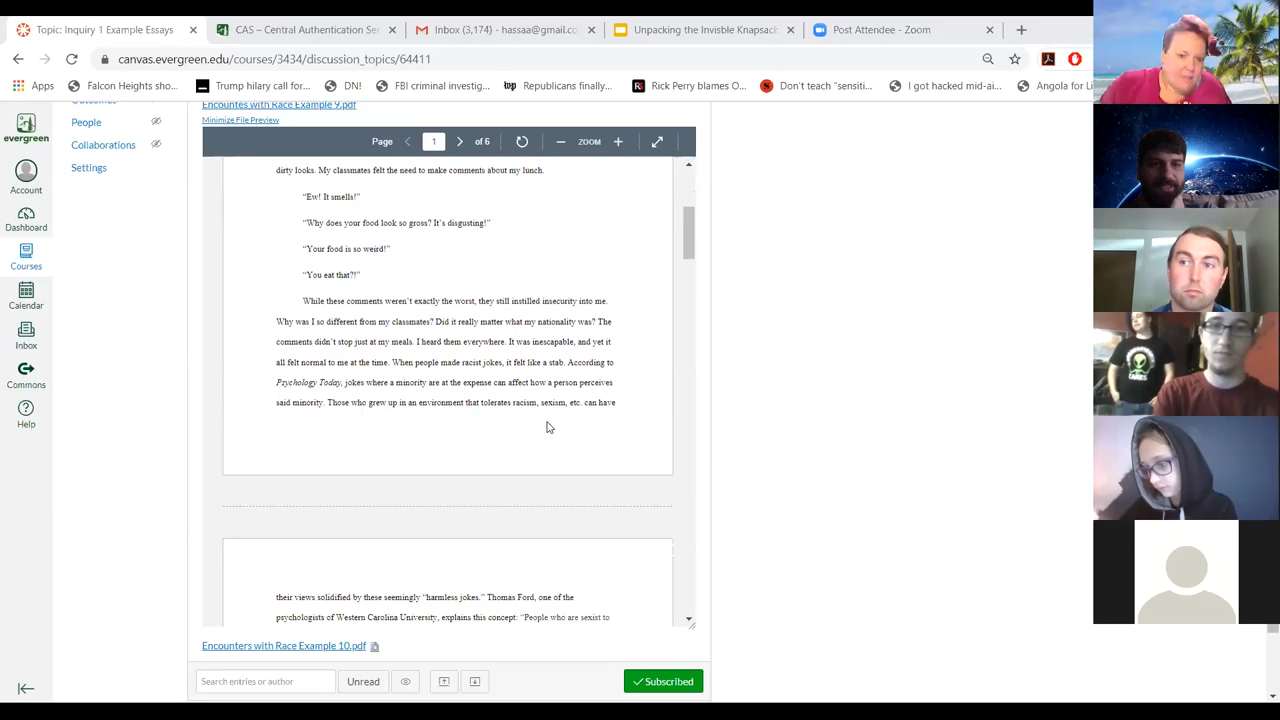 Topic: Inquiry 1 Example Essays
CAS – Central Authentication Se
Inbox (3,174) - hassaa@gmail.co
Unpacking the Invisble Knapsac
Post Attendee - Zoom
canvas.evergreen.edu/courses/3434/discussion_topics/64411
Apps
Falcon Heights sho...
Trump hilary call for...
DN!
FBI criminal investig...
Republicans finally...
Rick Perry blames O...
Don't teach "sensiti...
I got hacked mid-ai...
Angola for Li
evergreen
Account
Dashboard
Courses
Calendar
Inbox
Commons
Help
People
Collaborations
Settings
Encountes with Race Example 9.pdf
Minimize File Preview
Page 1 of 6 ZOOM
dirty looks. My classmates felt the need to make comments about my lunch.
“Ew! It smells!”
“Why does your food look so gross? It’s disgusting!”
“Your food is so weird!”
“You eat that?!”
While these comments weren’t exactly the worst, they still instilled insecurity into me.
Why was I so different from my classmates? Did it really matter what my nationality was? The
comments didn’t stop just at my meals. I heard them everywhere. It was inescapable, and yet it
all felt normal to me at the time. When people made racist jokes, it felt like a stab. According to
Psychology Today, jokes where a minority are at the expense can affect how a person perceives
said minority. Those who grew up in an environment that tolerates racism, sexism, etc. can have
their views solidified by these seemingly “harmless jokes.” Thomas Ford, one of the
psychologists of Western Carolina University, explains this concept: “People who are sexist to
Encounters with Race Example 10.pdf
Search entries or author
Unread
Subscribed